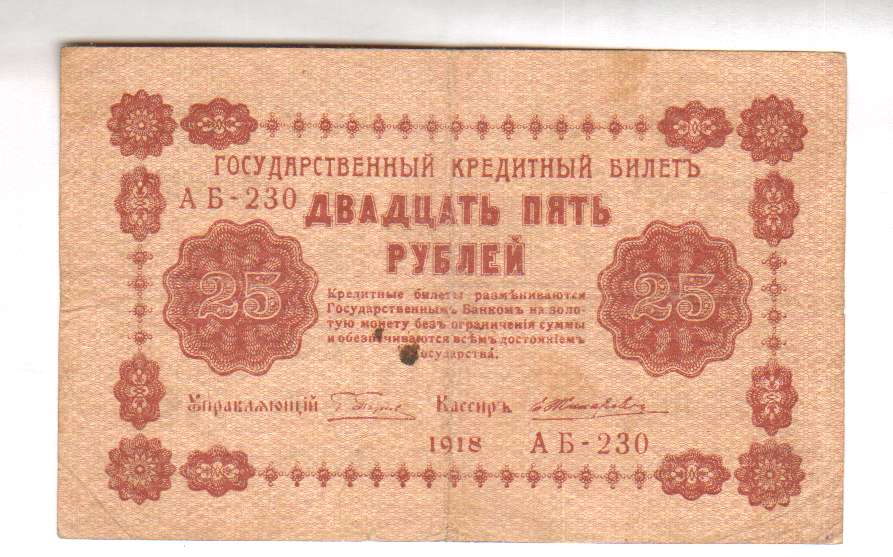 ГОСУДАРСТВЕННЫЙ КРЕДИТНЫЙ БИЛЕТЪ
АБ-230 ДВАДЦАТЬ ПЯТЬ
РУБЛЕЙ
25
Кредитные билеты размѣниваются
Государственнымъ Банкомъ на золо-
тую монету безъ ограниченія суммы
и обезпечиваются всѣмъ достояніемъ
Государства.
25
Управляющій Кассиръ
1918 АБ-230